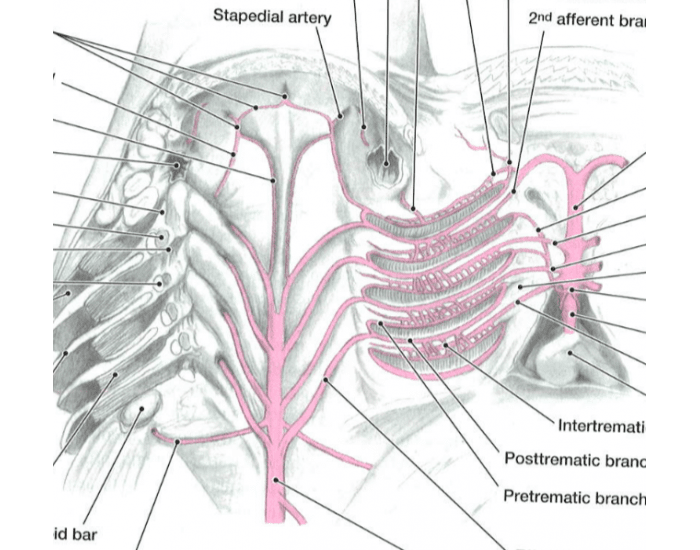 Stapedial artery
2nd afferent bra
Intertremati
Posttrematic branc
Pretrematic branch
id bar